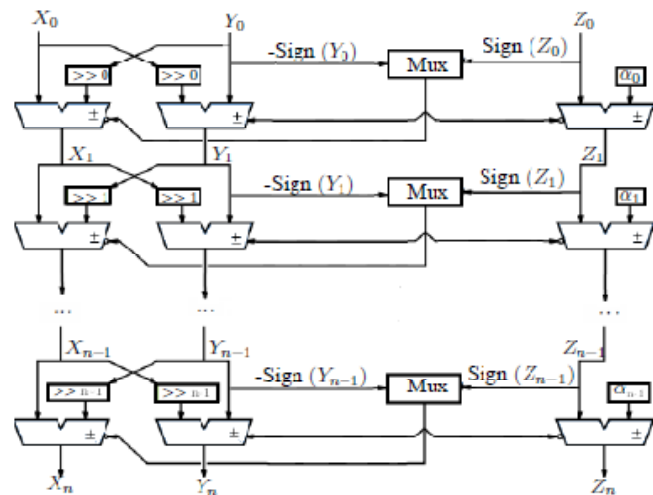 X₀ Y₀ Z₀
-Sign (Y₀) Mux Sign (Z₀)
>> 0 >> 0 α₀
± ± ±
X₁ Y₁ Z₁
-Sign (Y₁) Mux Sign (Z₁)
>> 1 >> 1 α₁
± ± ±
... ... ...
Xₙ₋₁ Yₙ₋₁ Zₙ₋₁
-Sign (Yₙ₋₁) Mux Sign (Zₙ₋₁)
>> n-1 >> n-1 αₙ₋₁
± ± ±
Xₙ Yₙ Zₙ